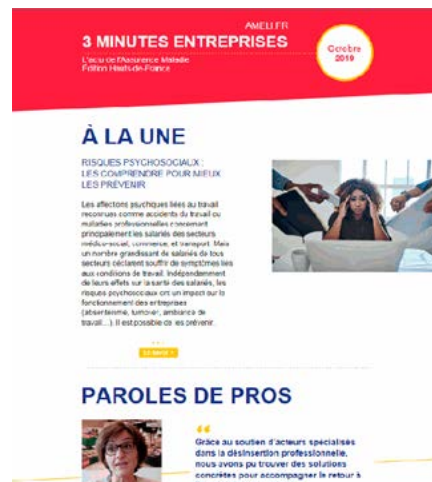 AMELI.FR
3 MINUTES ENTREPRISES
L'actu de l'Assurance Maladie
Édition Hauts-de-France
Octobre
2019
À LA UNE
RISQUES PSYCHOSOCIAUX :
LES COMPRENDRE POUR MIEUX
LES PRÉVENIR
Les affections psychiques liées au travail
reconnues comme accidents du travail ou
maladies professionnelles concernent
principalement les salariés des secteurs
médico-social, commerce, et transport. Mais
un nombre grandissant de salariés de tous
secteurs déclarent souffrir de symptômes liés
aux conditions de travail. Indépendamment
de leurs effets sur la santé des salariés, les
risques psychosociaux ont un impact sur le
fonctionnement des entreprises
(absentéisme, turnover, ambiance de
travail…). Il est possible de les prévenir.
PAROLES DE PROS
Grâce au soutien d'acteurs spécialisés
dans la désinsertion professionnelle,
nous avons pu trouver des solutions
concrètes pour accompagner le retour à